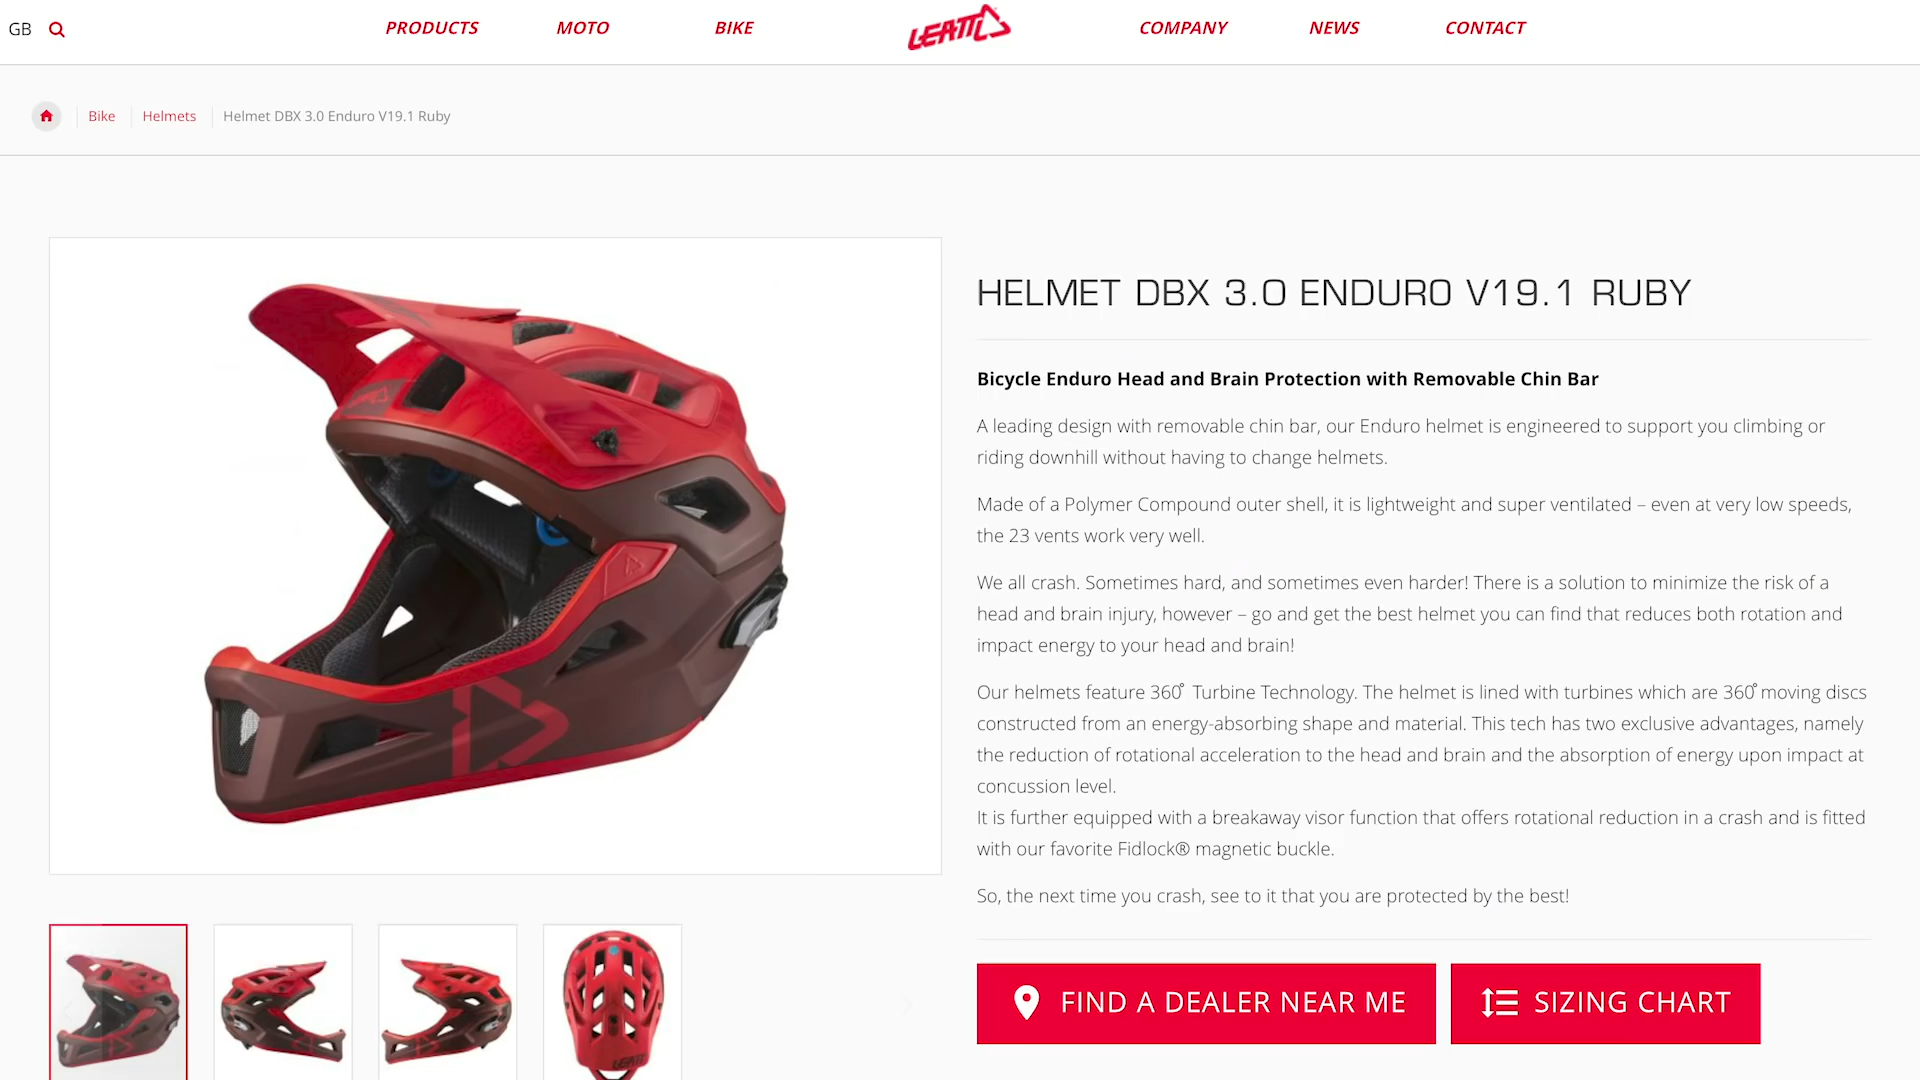 GB
PRODUCTS
MOTO
BIKE
LEATT
COMPANY
NEWS
CONTACT
Bike
Helmets
Helmet DBX 3.0 Enduro V19.1 Ruby
HELMET DBX 3.0 ENDURO V19.1 RUBY
Bicycle Enduro Head and Brain Protection with Removable Chin Bar
A leading design with removable chin bar, our Enduro helmet is engineered to support you climbing or
riding downhill without having to change helmets.
Made of a Polymer Compound outer shell, it is lightweight and super ventilated – even at very low speeds,
the 23 vents work very well.
We all crash. Sometimes hard, and sometimes even harder! There is a solution to minimize the risk of a
head and brain injury, however – go and get the best helmet you can find that reduces both rotation and
impact energy to your head and brain!
Our helmets feature 360˚ Turbine Technology. The helmet is lined with turbines which are 360˚moving discs
constructed from an energy-absorbing shape and material. This tech has two exclusive advantages, namely
the reduction of rotational acceleration to the head and brain and the absorption of energy upon impact at
concussion level.
It is further equipped with a breakaway visor function that offers rotational reduction in a crash and is fitted
with our favorite Fidlock® magnetic buckle.
So, the next time you crash, see to it that you are protected by the best!
FIND A DEALER NEAR ME
SIZING CHART
LEATT